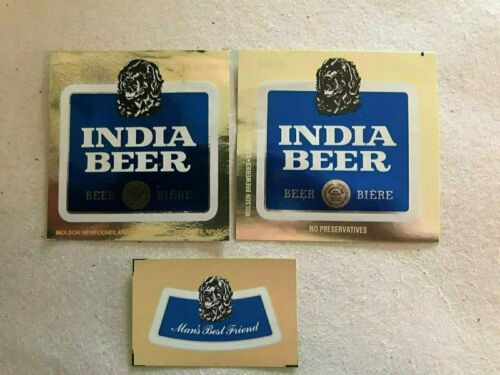 INDIA
BEER
BEER BIÈRE
MOLSON NEWFOUNDLAND
INDIA
BEER
BEER BIÈRE
MOLSON BREWERIES
NO PRESERVATIVES
Man's Best Friend